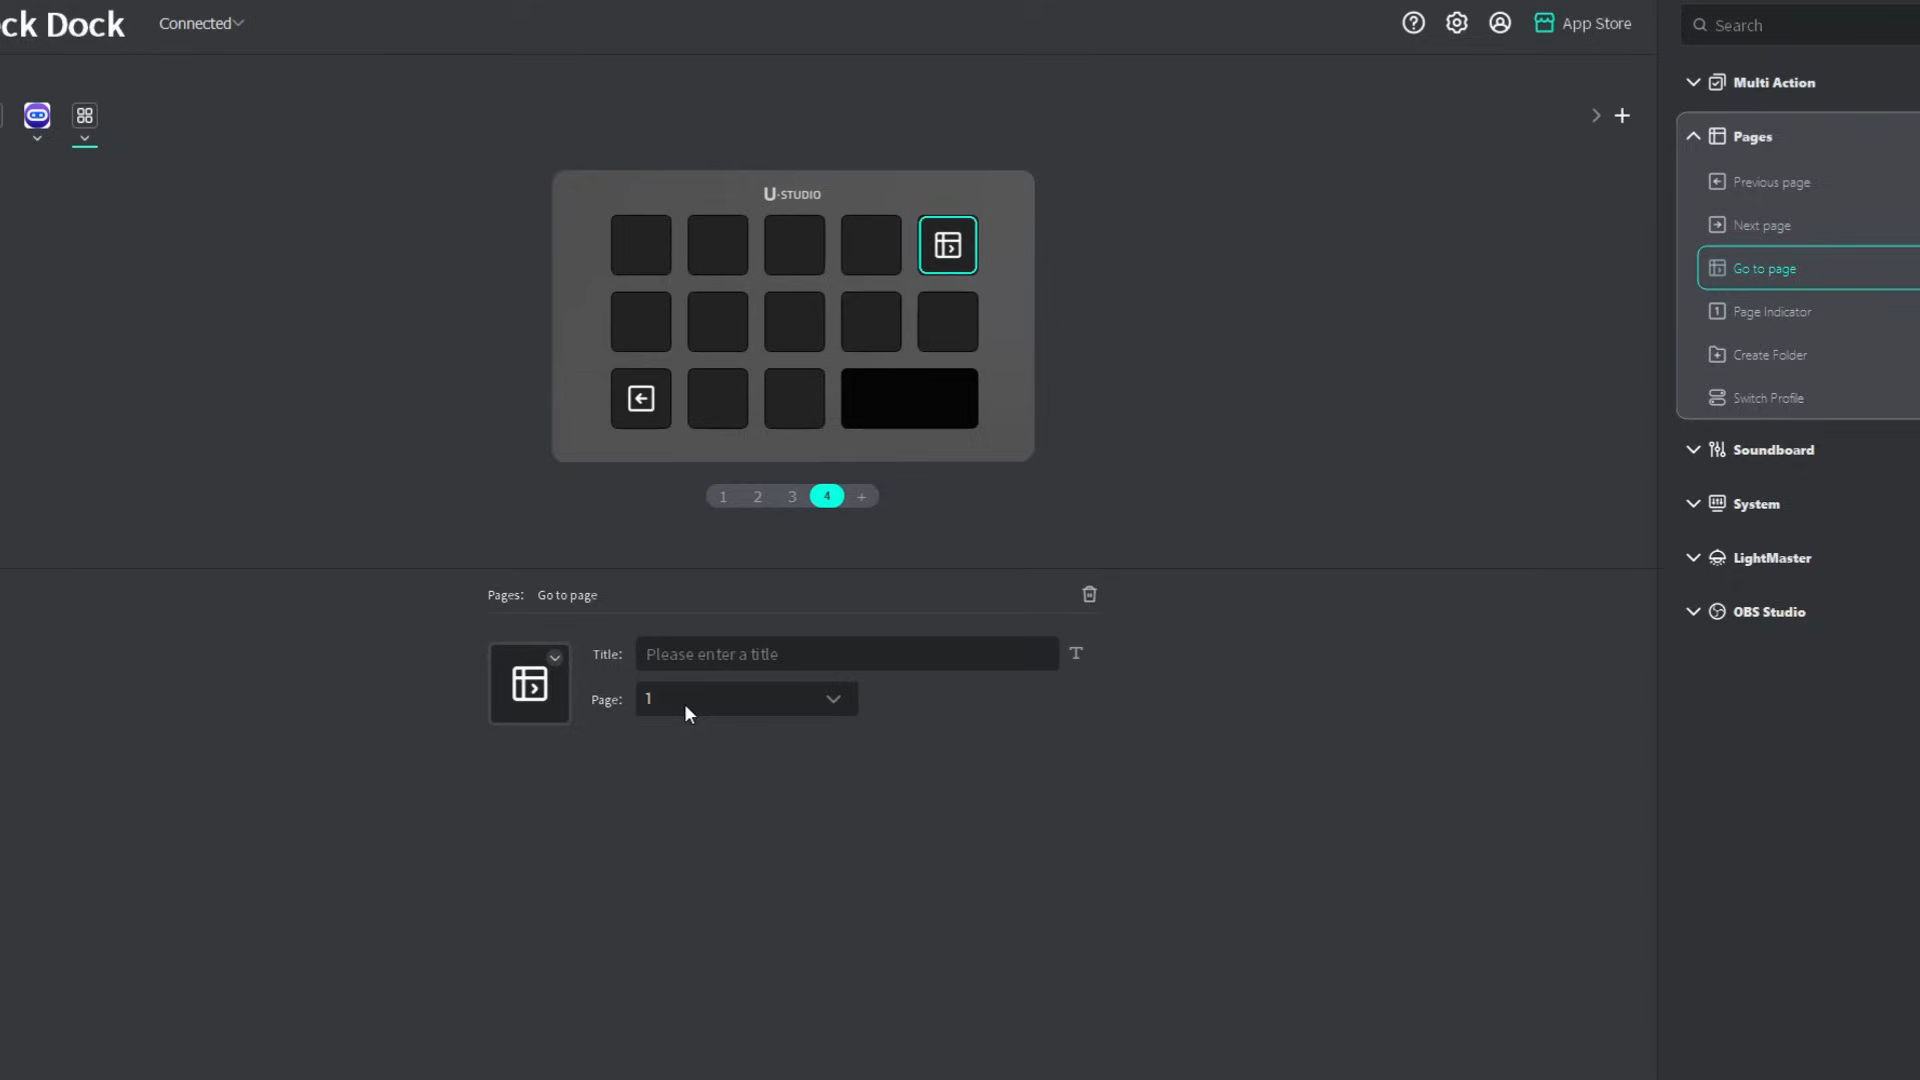 ck Dock
Connected
App Store
Search
Multi Action
Pages
Previous page
Next page
Go to page
1 Page Indicator
Create Folder
Switch Profile
Soundboard
System
LightMaster
OBS Studio
U-STUDIO
1 2 3 4 +
Pages: Go to page
Title: Please enter a title T
Page: 1